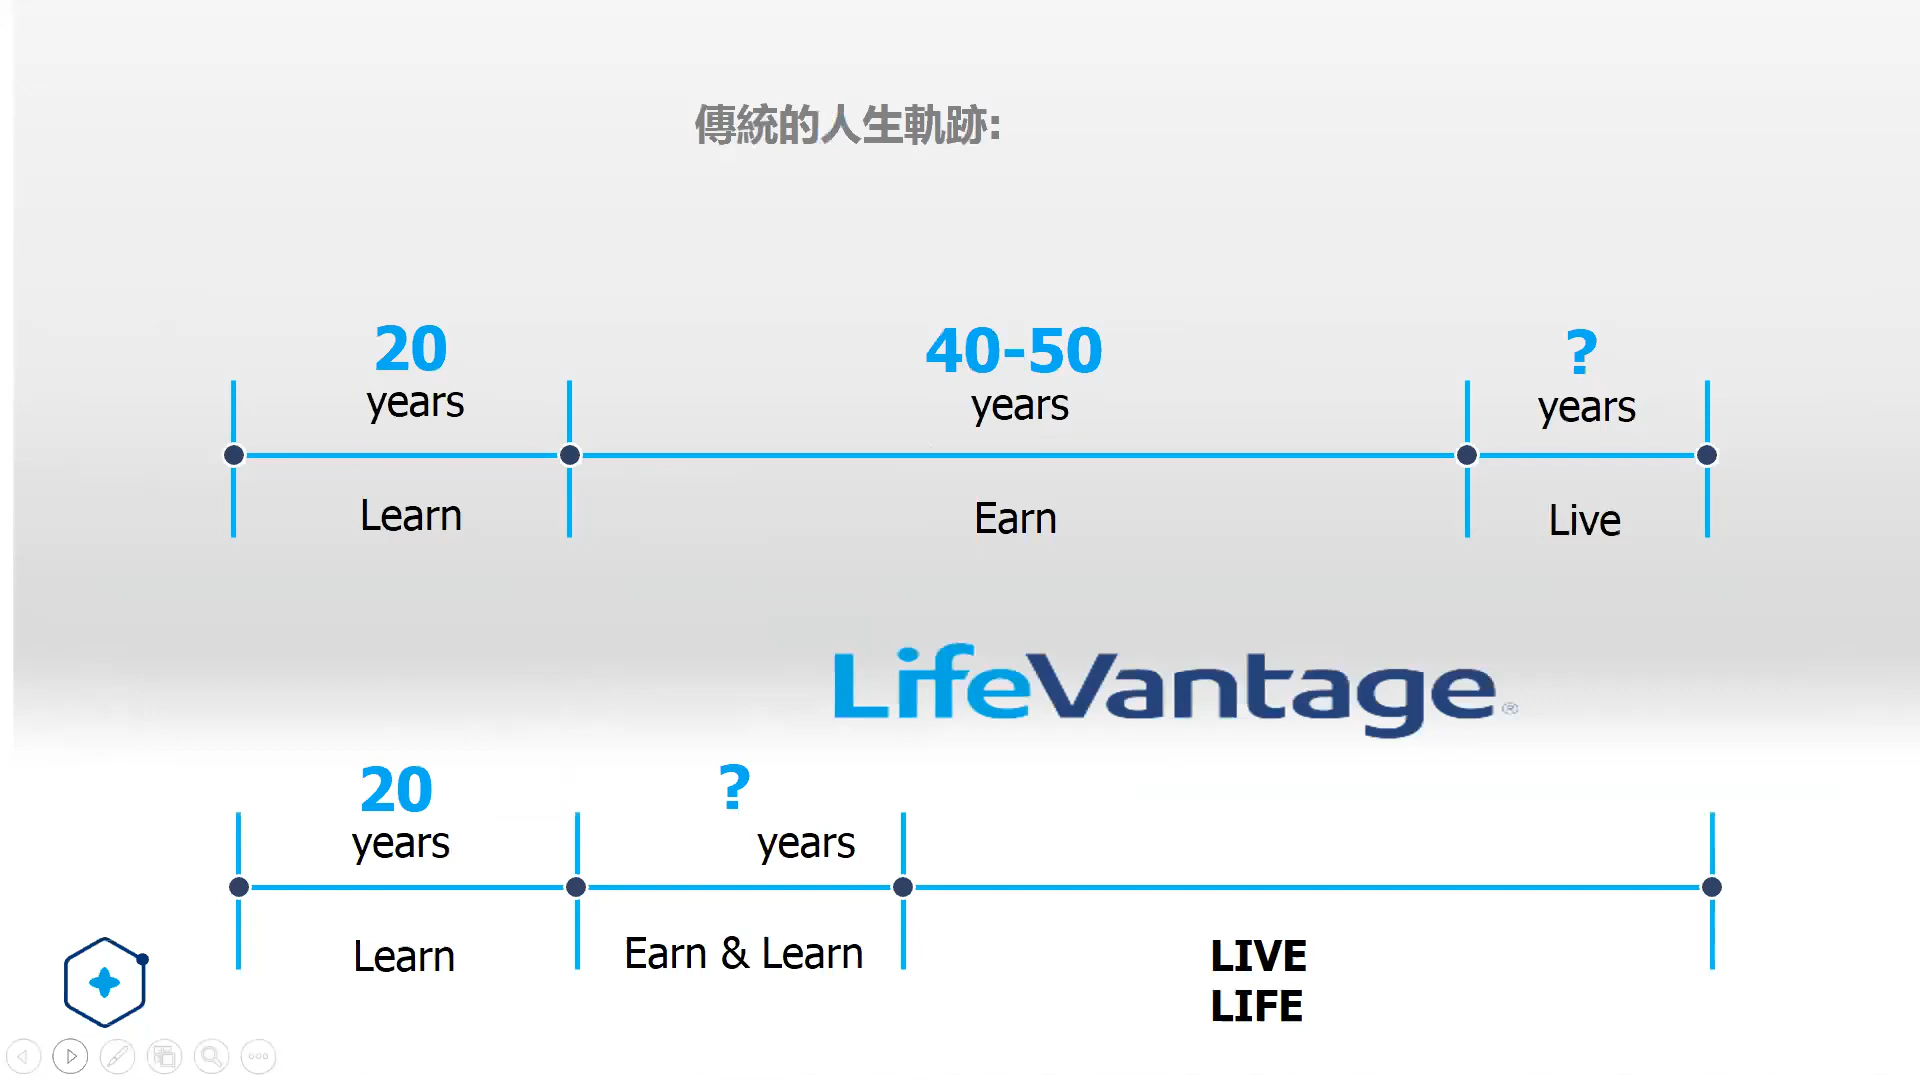 傳統的人生軌跡:
20
years
40-50
years
?
years
Learn
Earn
Live
LifeVantage®
20
years
?
years
Learn
Earn & Learn
LIVE
LIFE